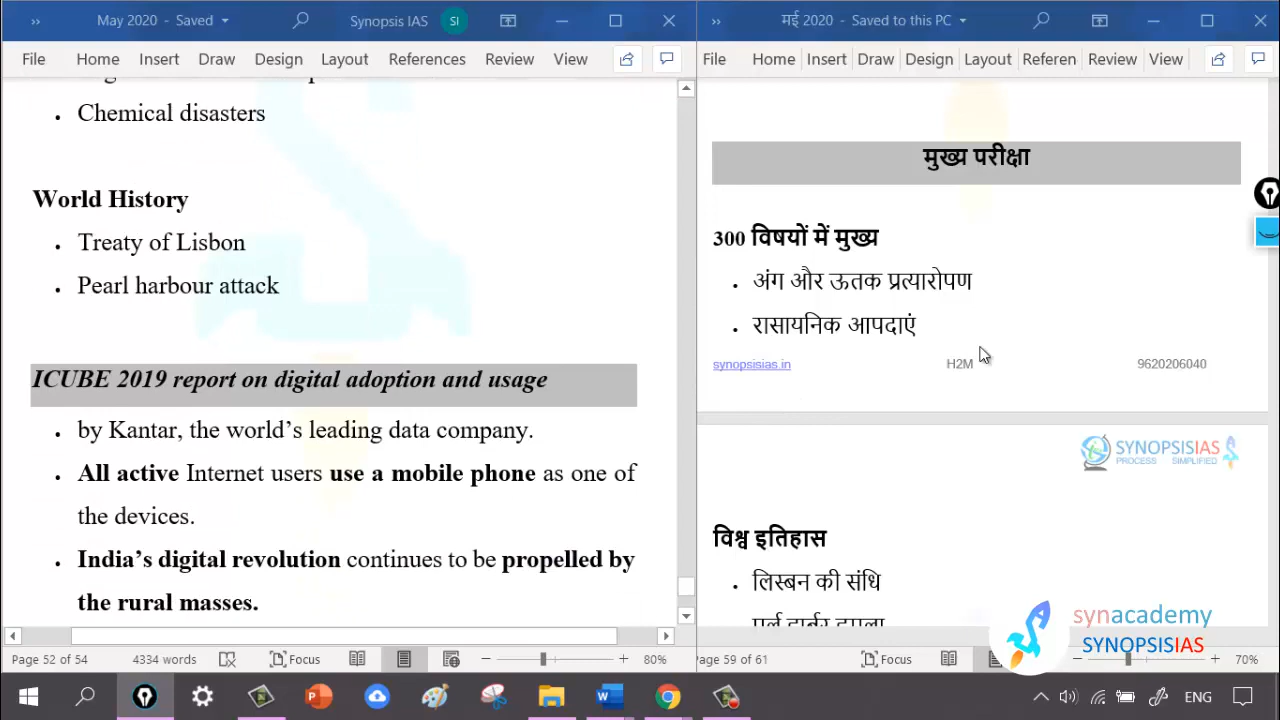 May 2020 - Saved
Synopsis IAS
SI
File Home Insert Draw Design Layout References Review View
• Chemical disasters
World History
• Treaty of Lisbon
• Pearl harbour attack
ICUBE 2019 report on digital adoption and usage
• by Kantar, the world’s leading data company.
• All active Internet users use a mobile phone as one of
the devices.
• India’s digital revolution continues to be propelled by
the rural masses.
Page 52 of 54 4334 words Focus 80%
मई 2020 - Saved to this PC
File Home Insert Draw Design Layout Referen Review View
मुख्य परीक्षा
300 विषयों में मुख्य
• अंग और ऊतक प्रत्यारोपण
• रासायनिक आपदाएं
synopsisias.in H2M 9620206040
SYNOPSISIAS
PROCESS SIMPLIFIED
विश्व इतिहास
• लिस्बन की संधि
synacademy
SYNOPSISIAS
Page 59 of 61 Focus 70%
ENG